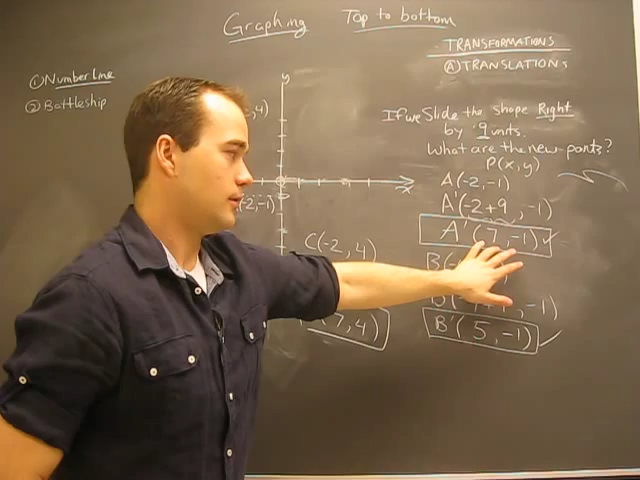 Graphing Top to bottom
① Number line
② Battleship
y
, 4)
x
(-2, -1)
C(-2, 4)
(7, 4)
TRANSFORMATIONS
Ⓐ TRANSLATIONS
If we Slide the shape Right
by 9 units.
What are the new points?
P(x, y)
A(-2, -1)
A'(-2+9, -1)
A'(7, -1)
B(-
, -1)
B'(5, -1)